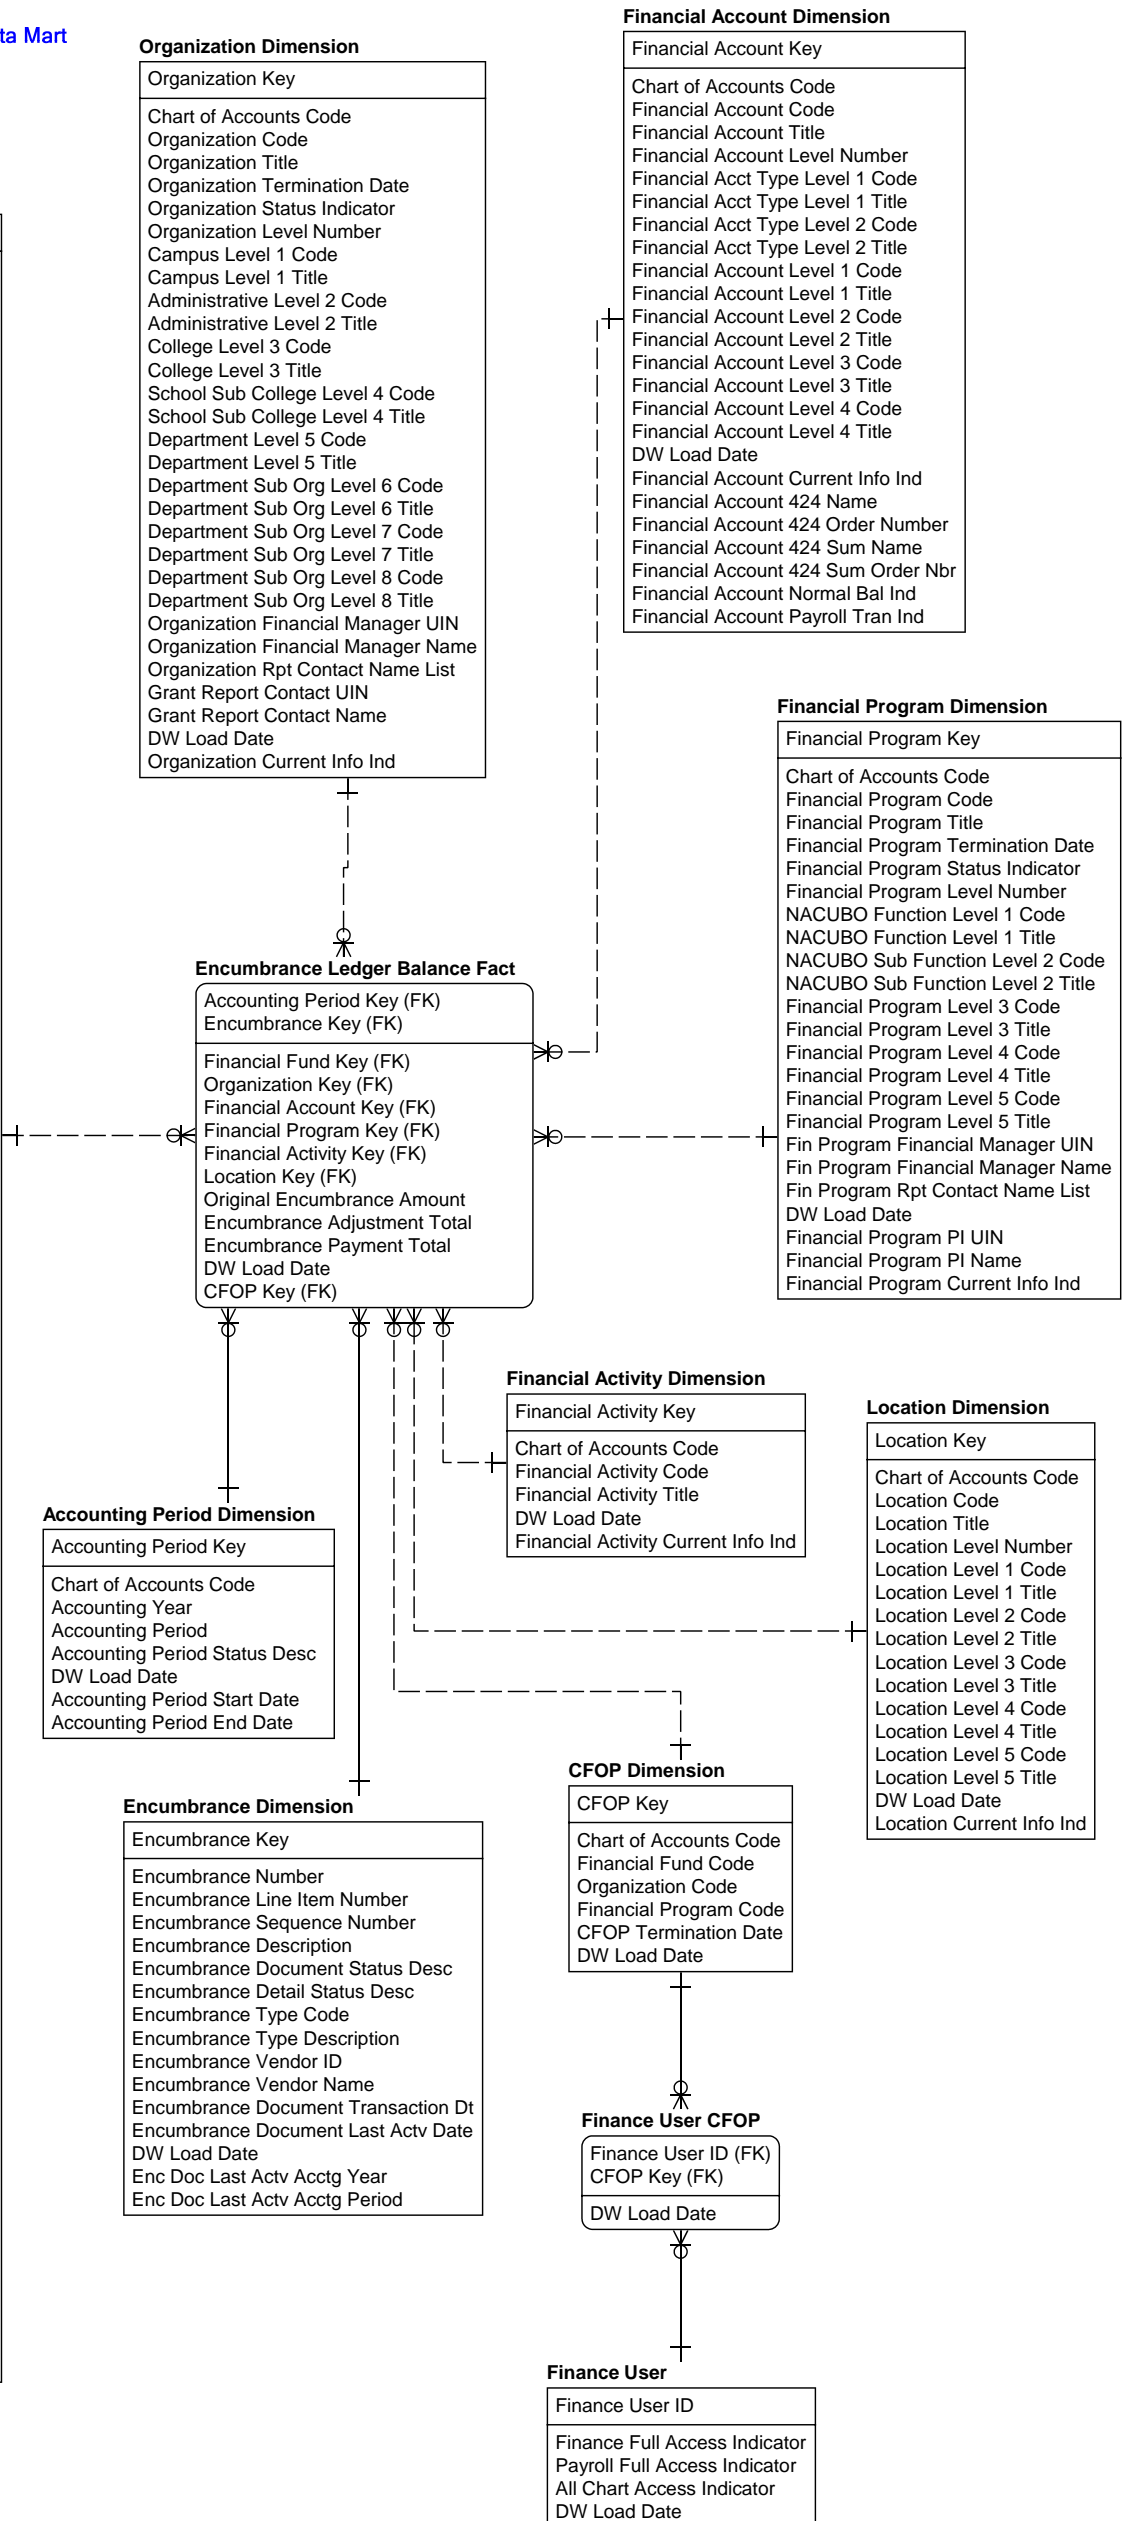 ta Mart
Organization Dimension
Organization Key
Chart of Accounts Code
Organization Code
Organization Title
Organization Termination Date
Organization Status Indicator
Organization Level Number
Campus Level 1 Code
Campus Level 1 Title
Administrative Level 2 Code
Administrative Level 2 Title
College Level 3 Code
College Level 3 Title
School Sub College Level 4 Code
School Sub College Level 4 Title
Department Level 5 Code
Department Level 5 Title
Department Sub Org Level 6 Code
Department Sub Org Level 6 Title
Department Sub Org Level 7 Code
Department Sub Org Level 7 Title
Department Sub Org Level 8 Code
Department Sub Org Level 8 Title
Organization Financial Manager UIN
Organization Financial Manager Name
Organization Rpt Contact Name List
Grant Report Contact UIN
Grant Report Contact Name
DW Load Date
Organization Current Info Ind
Financial Account Dimension
Financial Account Key
Chart of Accounts Code
Financial Account Code
Financial Account Title
Financial Account Level Number
Financial Acct Type Level 1 Code
Financial Acct Type Level 1 Title
Financial Acct Type Level 2 Code
Financial Acct Type Level 2 Title
Financial Account Level 1 Code
Financial Account Level 1 Title
Financial Account Level 2 Code
Financial Account Level 2 Title
Financial Account Level 3 Code
Financial Account Level 3 Title
Financial Account Level 4 Code
Financial Account Level 4 Title
DW Load Date
Financial Account Current Info Ind
Financial Account 424 Name
Financial Account 424 Order Number
Financial Account 424 Sum Name
Financial Account 424 Sum Order Nbr
Financial Account Normal Bal Ind
Financial Account Payroll Tran Ind
Financial Program Dimension
Financial Program Key
Chart of Accounts Code
Financial Program Code
Financial Program Title
Financial Program Termination Date
Financial Program Status Indicator
Financial Program Level Number
NACUBO Function Level 1 Code
NACUBO Function Level 1 Title
NACUBO Sub Function Level 2 Code
NACUBO Sub Function Level 2 Title
Financial Program Level 3 Code
Financial Program Level 3 Title
Financial Program Level 4 Code
Financial Program Level 4 Title
Financial Program Level 5 Code
Financial Program Level 5 Title
Fin Program Financial Manager UIN
Fin Program Financial Manager Name
Fin Program Rpt Contact Name List
DW Load Date
Financial Program PI UIN
Financial Program PI Name
Financial Program Current Info Ind
Encumbrance Ledger Balance Fact
Accounting Period Key (FK)
Encumbrance Key (FK)
Financial Fund Key (FK)
Organization Key (FK)
Financial Account Key (FK)
Financial Program Key (FK)
Financial Activity Key (FK)
Location Key (FK)
Original Encumbrance Amount
Encumbrance Adjustment Total
Encumbrance Payment Total
DW Load Date
CFOP Key (FK)
Financial Activity Dimension
Financial Activity Key
Chart of Accounts Code
Financial Activity Code
Financial Activity Title
DW Load Date
Financial Activity Current Info Ind
Location Dimension
Location Key
Chart of Accounts Code
Location Code
Location Title
Location Level Number
Location Level 1 Code
Location Level 1 Title
Location Level 2 Code
Location Level 2 Title
Location Level 3 Code
Location Level 3 Title
Location Level 4 Code
Location Level 4 Title
Location Level 5 Code
Location Level 5 Title
DW Load Date
Location Current Info Ind
Accounting Period Dimension
Accounting Period Key
Chart of Accounts Code
Accounting Year
Accounting Period
Accounting Period Status Desc
DW Load Date
Accounting Period Start Date
Accounting Period End Date
Encumbrance Dimension
Encumbrance Key
Encumbrance Number
Encumbrance Line Item Number
Encumbrance Sequence Number
Encumbrance Description
Encumbrance Document Status Desc
Encumbrance Detail Status Desc
Encumbrance Type Code
Encumbrance Type Description
Encumbrance Vendor ID
Encumbrance Vendor Name
Encumbrance Document Transaction Dt
Encumbrance Document Last Actv Date
DW Load Date
Enc Doc Last Actv Acctg Year
Enc Doc Last Actv Acctg Period
CFOP Dimension
CFOP Key
Chart of Accounts Code
Financial Fund Code
Organization Code
Financial Program Code
CFOP Termination Date
DW Load Date
Finance User CFOP
Finance User ID (FK)
CFOP Key (FK)
DW Load Date
Finance User
Finance User ID
Finance Full Access Indicator
Payroll Full Access Indicator
All Chart Access Indicator
DW Load Date